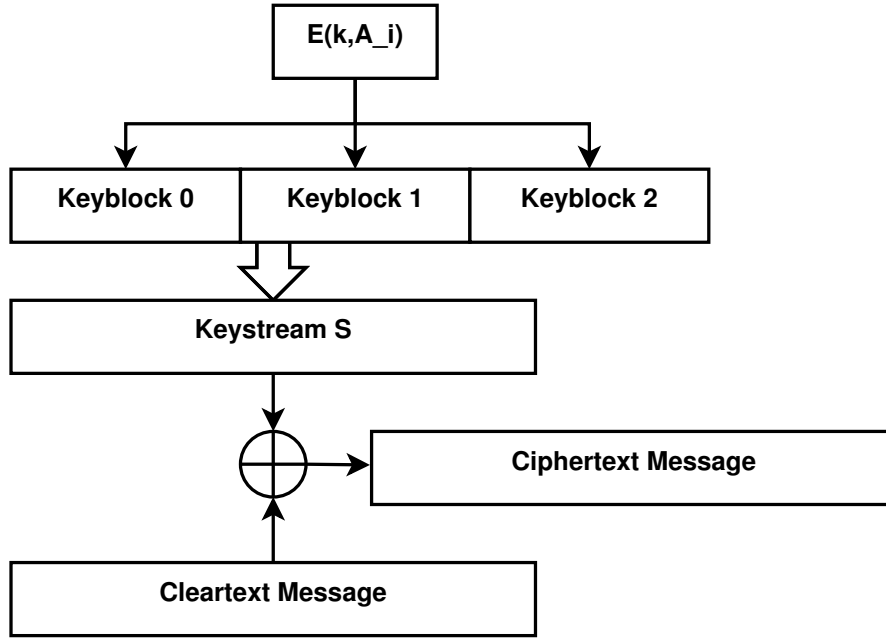 E(k,A_i)
Keyblock 0 Keyblock 1 Keyblock 2
Keystream S
Ciphertext Message
Cleartext Message